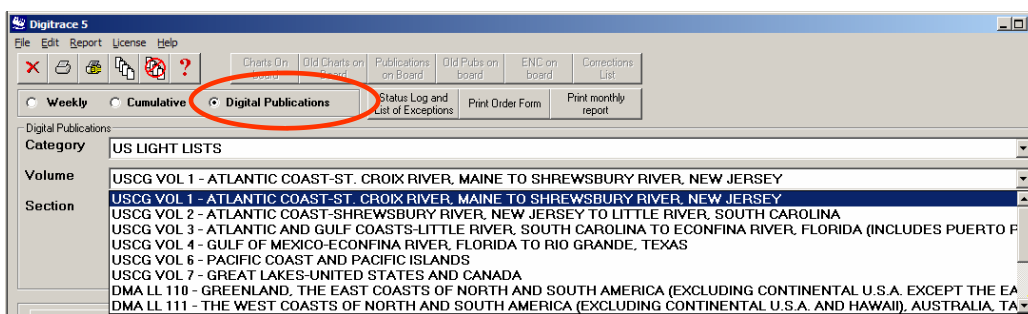 Digitrace 5
File Edit Report License Help
Charts On Board Old Charts on Board Publications on Board Old Pubs on board ENC on board Corrections List
Weekly Cumulative Digital Publications Status Log and List of Exceptions Print Order Form Print monthly report
Digital Publications
Category US LIGHT LISTS
Volume USCG VOL 1 - ATLANTIC COAST-ST. CROIX RIVER, MAINE TO SHREWSBURY RIVER, NEW JERSEY
Section USCG VOL 1 - ATLANTIC COAST-ST. CROIX RIVER, MAINE TO SHREWSBURY RIVER, NEW JERSEY
USCG VOL 2 - ATLANTIC COAST-SHREWSBURY RIVER, NEW JERSEY TO LITTLE RIVER, SOUTH CAROLINA
USCG VOL 3 - ATLANTIC AND GULF COASTS-LITTLE RIVER, SOUTH CAROLINA TO ECONFINA RIVER, FLORIDA (INCLUDES PUERTO
USCG VOL 4 - GULF OF MEXICO-ECONFINA RIVER, FLORIDA TO RIO GRANDE, TEXAS
USCG VOL 6 - PACIFIC COAST AND PACIFIC ISLANDS
USCG VOL 7 - GREAT LAKES-UNITED STATES AND CANADA
DMA LL 110 - GREENLAND, THE EAST COASTS OF NORTH AND SOUTH AMERICA (EXCLUDING CONTINENTAL U.S.A. EXCEPT THE
DMA LL 111 - THE WEST COASTS OF NORTH AND SOUTH AMERICA (EXCLUDING CONTINENTAL U.S.A. AND HAWAII), AUSTRALIA,